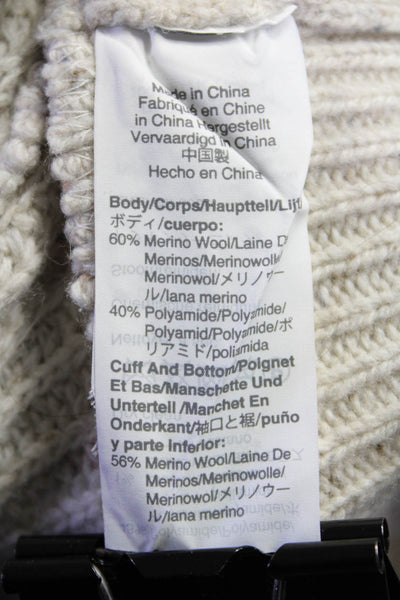 Made in China
Fabriqué en Chine
in China Hergestellt
Vervaardigd in China
中国製
Hecho en China
Body/Corps/Haupttell/Lijf/
ボディ/cuerpo:
60% Merino Wool/Laine De
Merinos/Merinowolle/
Merinowol/メリノウー
ル/lana merino
40% Polyamide/Polyamide/
Polyamid/Polyamide/ポ
リアミド/poliamida
Cuff And Bottom/Poignet
Et Bas/Manschette Und
Untertell/Manchet En
Onderkant/袖口と裾/puño
y parte Inferior:
56% Merino Wool/Laine De
Merinos/Merinowolle/
Merinowol/メリノウー
ル/lana merino